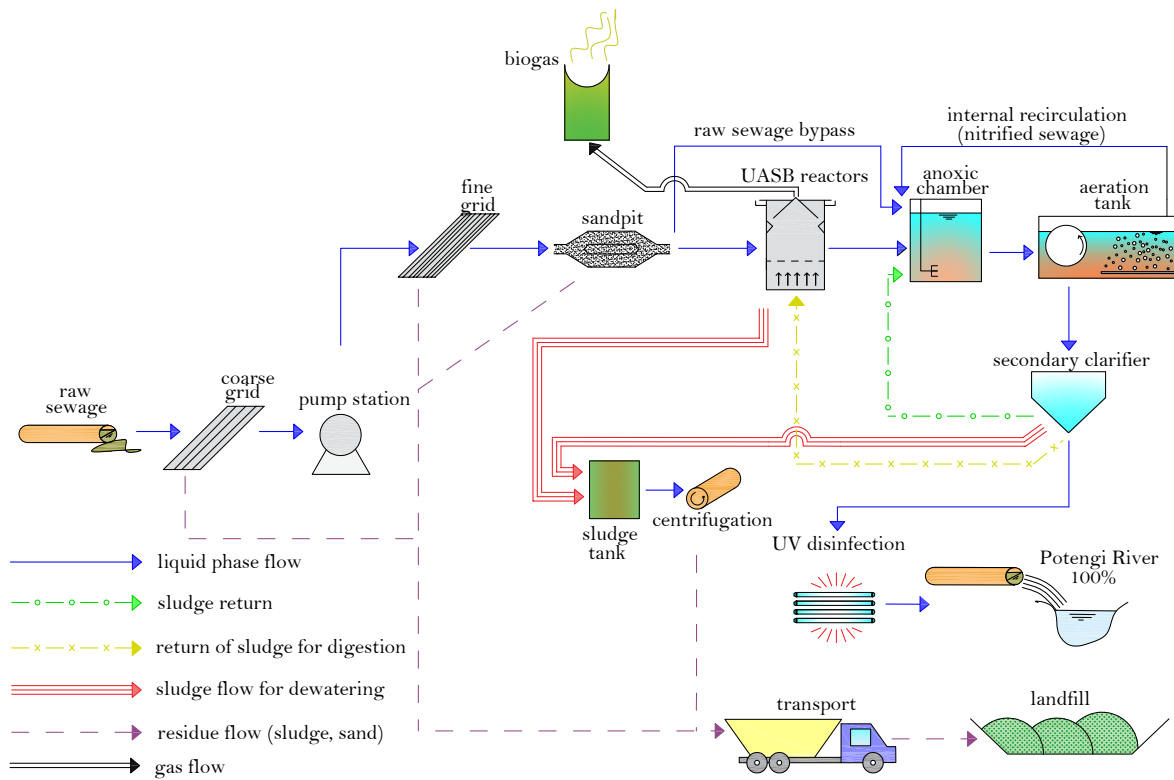 biogas
internal recirculation
(nitrified sewage)
raw sewage bypass
UASB reactors
anoxic
chamber
aeration
tank
fine
grid
sandpit
secondary clarifier
coarse
grid
raw
sewage
pump station
sludge
tank
centrifugation
UV disinfection
Potengi River
100%
liquid phase flow
sludge return
return of sludge for digestion
sludge flow for dewatering
residue flow (sludge, sand)
gas flow
transport
landfill